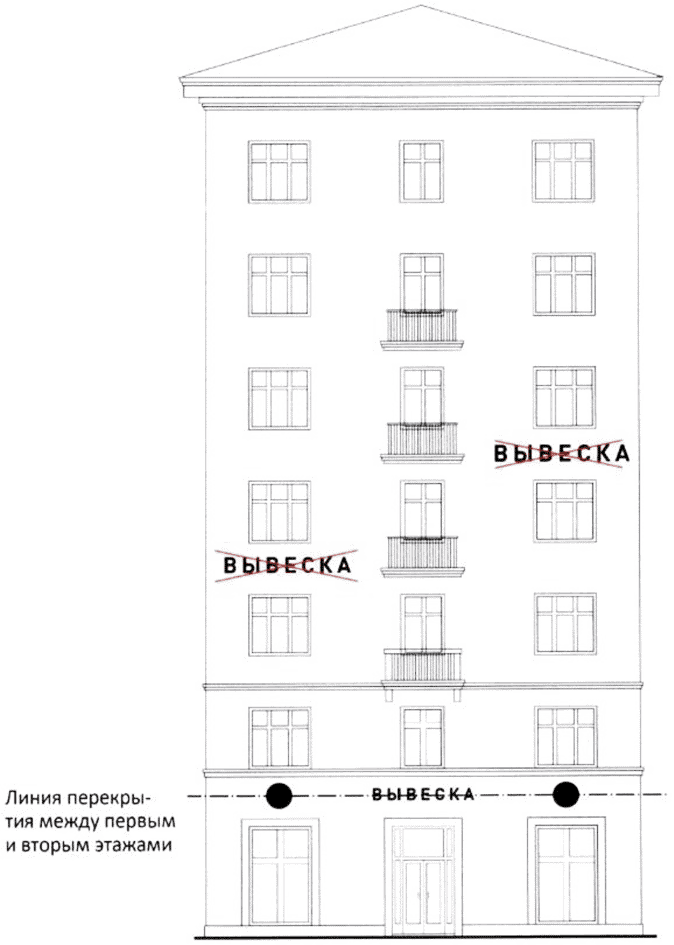 ВЫВЕСКА
ВЫВЕСКА
ВЫВЕСКА
Линия перекры-
тия между первым
и вторым этажами